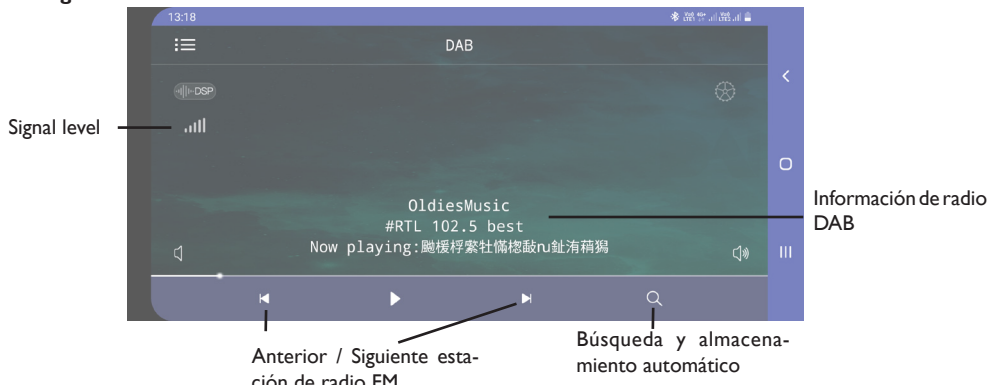 13:18
DAB
DSP
Signal level
OldiesMusic
#RTL 102.5 best
Now playing:
Información de radio
DAB
Anterior / Siguiente esta-
ción de radio FM
Búsqueda y almacena-
miento automático